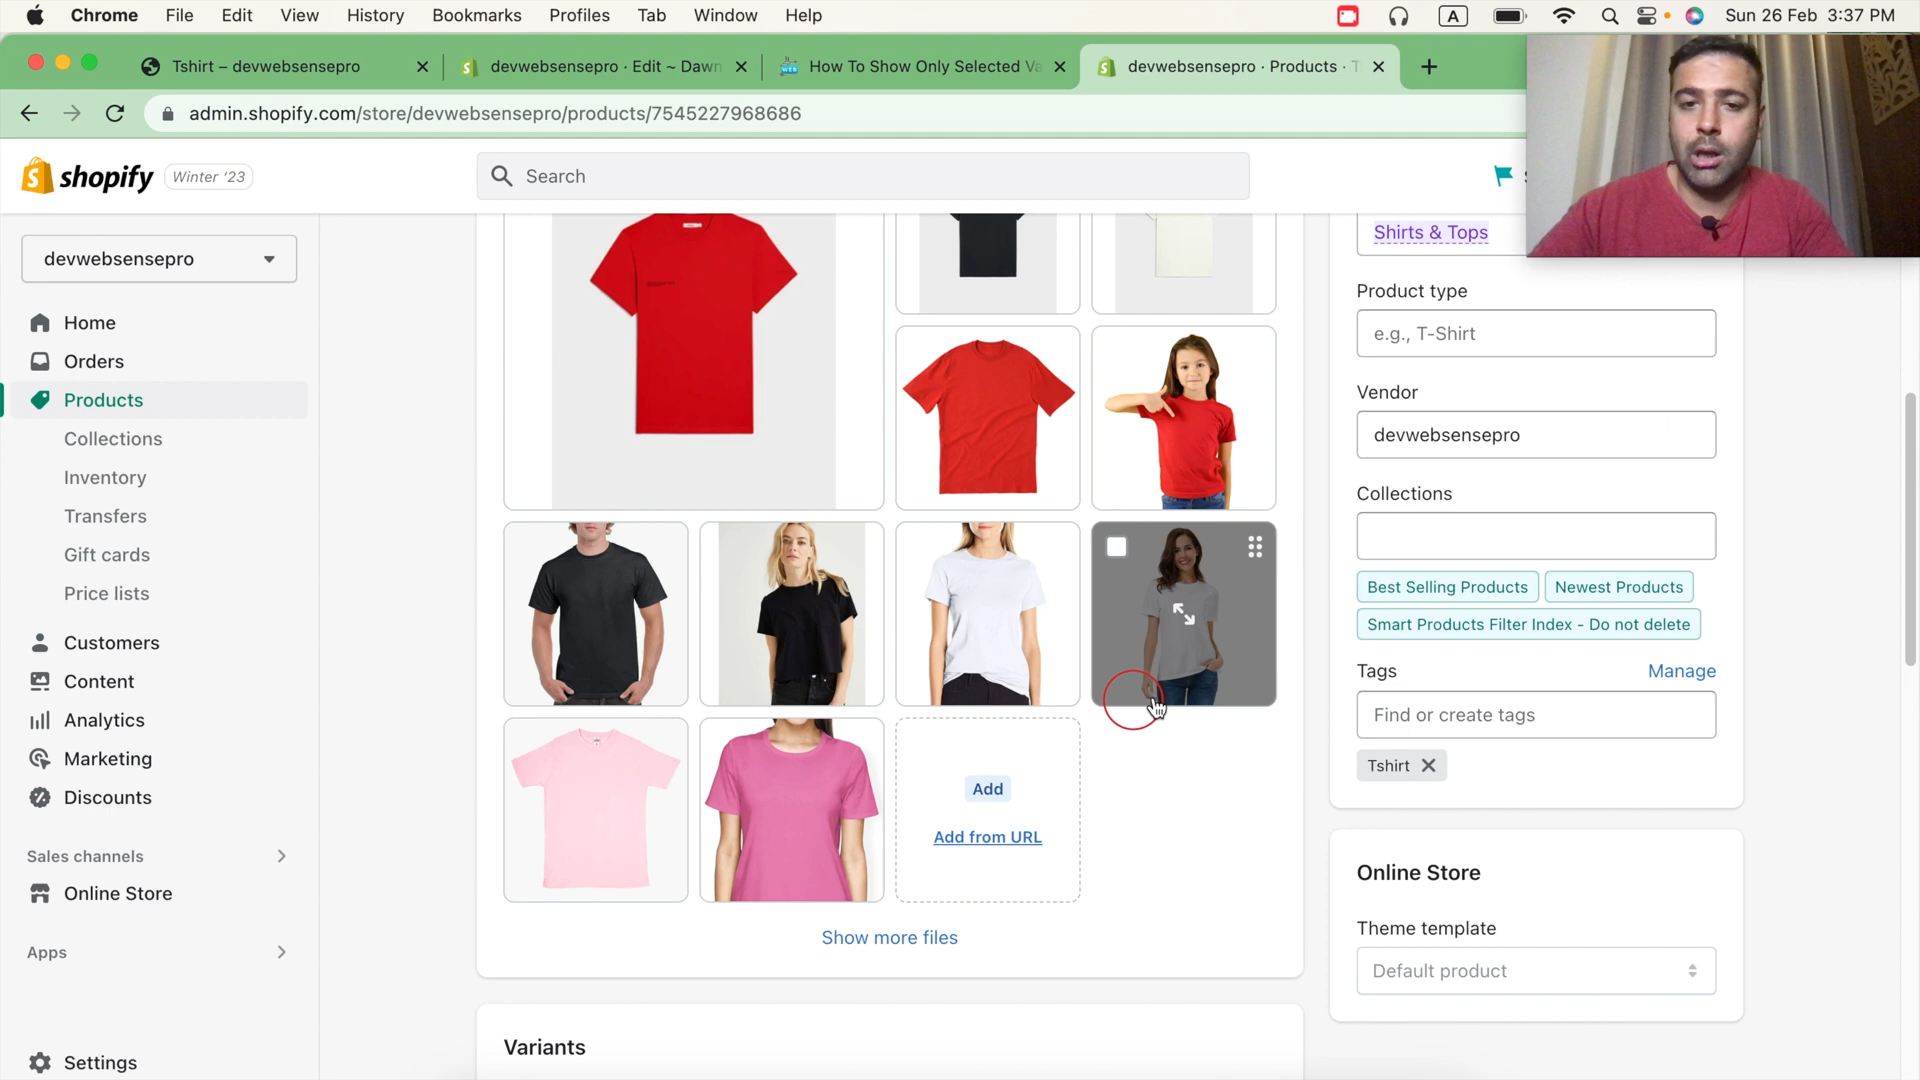 Chrome File Edit View History Bookmarks Profiles Tab Window Help A Sun 26 Feb 3:37 PM
Tshirt – devwebsensepro devwebsensepro · Edit ~ Dawn How To Show Only Selected Va devwebsensepro · Products · T
admin.shopify.com/store/devwebsensepro/products/7545227968686
shopify Winter '23 Search
devwebsensepro
Home
Orders
Products
Collections
Inventory
Transfers
Gift cards
Price lists
Customers
Content
Analytics
Marketing
Discounts
Sales channels
Online Store
Apps
Settings
Add
Add from URL
Show more files
Variants
Shirts & Tops
Product type
e.g., T-Shirt
Vendor
devwebsensepro
Collections
Best Selling Products Newest Products
Smart Products Filter Index - Do not delete
Tags Manage
Find or create tags
Tshirt
Online Store
Theme template
Default product